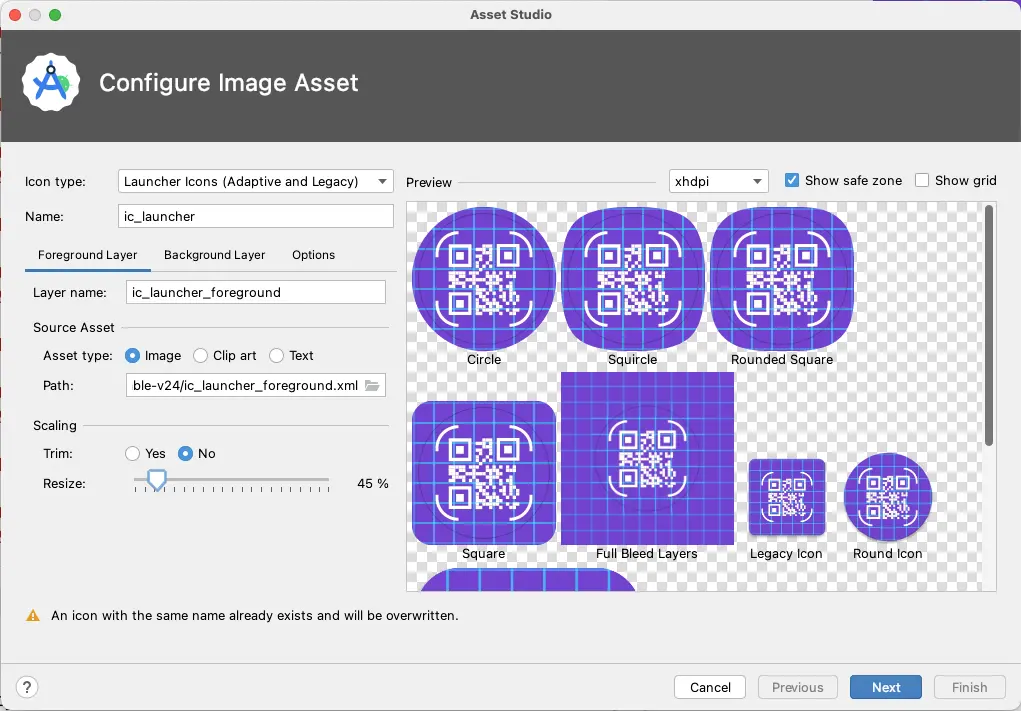 Asset Studio
Configure Image Asset
Icon type: Launcher Icons (Adaptive and Legacy)
Name: ic_launcher
Foreground Layer Background Layer Options
Layer name: ic_launcher_foreground
Source Asset
Asset type: Image Clip art Text
Path: ble-v24/ic_launcher_foreground.xml
Scaling
Trim: Yes No
Resize: 45 %
Preview xhdpi Show safe zone Show grid
Circle Squircle Rounded Square
Square Full Bleed Layers Legacy Icon Round Icon
An icon with the same name already exists and will be overwritten.
? Cancel Previous Next Finish